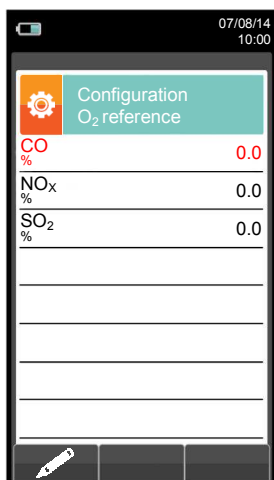 07/08/14
10:00
Configuration
O₂ reference
CO
% 0.0
NOX
% 0.0
SO₂
% 0.0